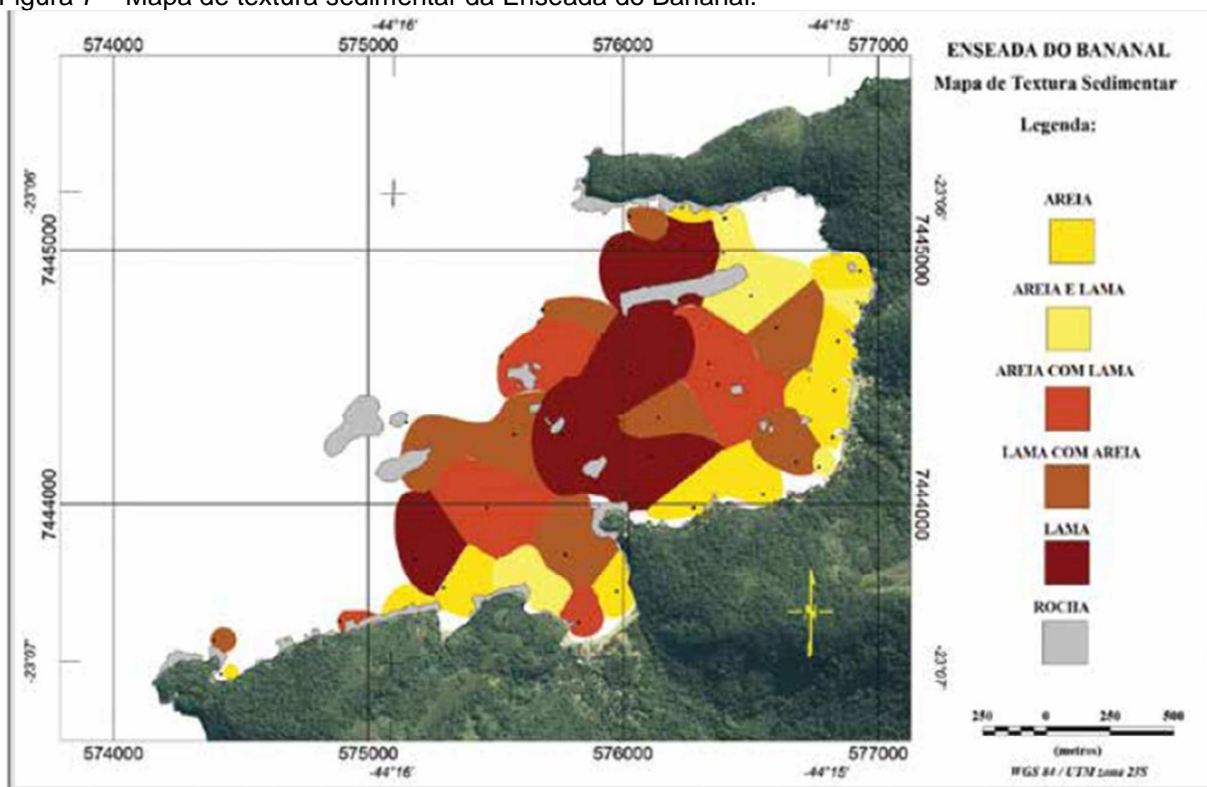 Figura 7 – Mapa de textura sedimentar da Enseada do Bananal.
-44°16' -44°15'
574000 575000 576000 577000
ENSEADA DO BANANAL
Mapa de Textura Sedimentar
Legenda:
AREIA
AREIA E LAMA
AREIA COM LAMA
LAMA COM AREIA
LAMA
ROCHA
-23°06' -23°06'
7445000 7445000
7444000 7444000
-23°07' -23°07'
N
574000 575000 576000 577000
-44°16' -44°15'
250 0 250 500
(metros)
WGS 84 / UTM zona 23S